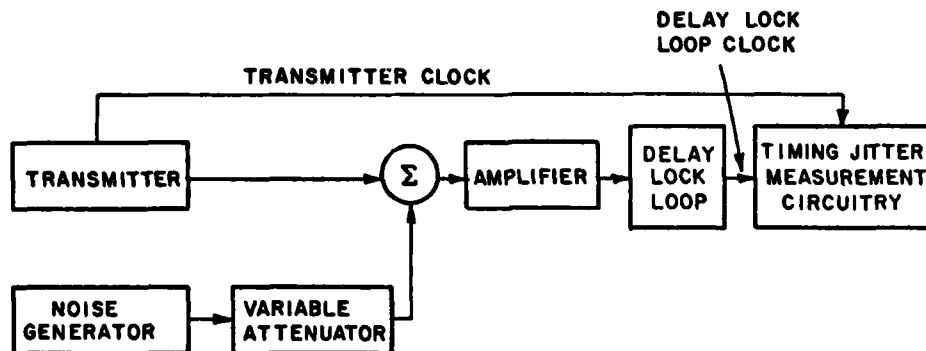 DELAY LOCK
LOOP CLOCK
TRANSMITTER CLOCK
TRANSMITTER
Σ
AMPLIFIER
DELAY
LOCK
LOOP
TIMING JITTER
MEASUREMENT
CIRCUITRY
NOISE
GENERATOR
VARIABLE
ATTENUATOR